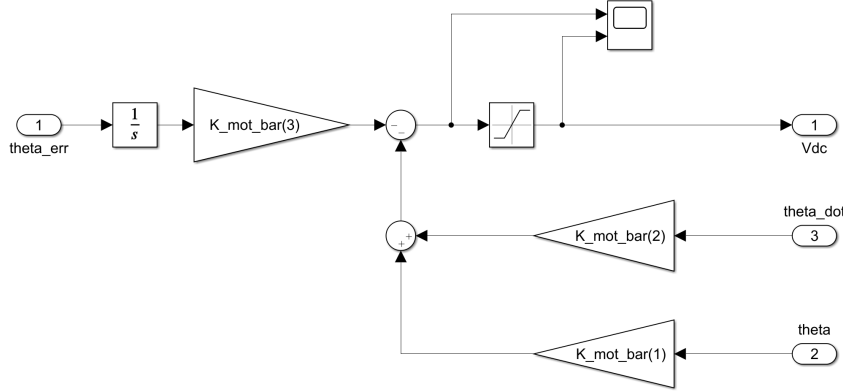 1
theta_err
1
s
K_mot_bar(3)
−
−
1
Vdc
theta_dot
K_mot_bar(2)
3
+
+
theta
K_mot_bar(1)
2